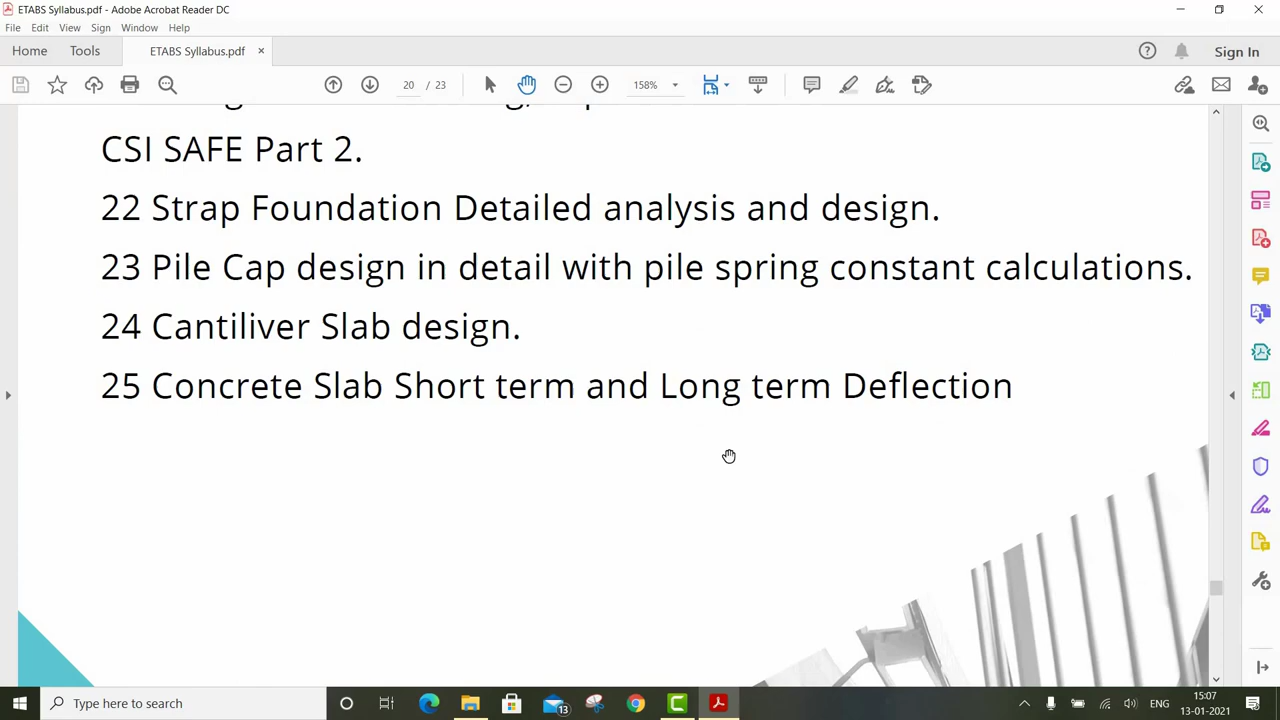 ETABS Syllabus.pdf - Adobe Acrobat Reader DC
File Edit View Sign Window Help
Home Tools ETABS Syllabus.pdf × Sign In
20 / 23 158%
CSI SAFE Part 2.
22 Strap Foundation Detailed analysis and design.
23 Pile Cap design in detail with pile spring constant calculations.
24 Cantiliver Slab design.
25 Concrete Slab Short term and Long term Deflection
Type here to search
13
ENG
15:07
13-01-2021